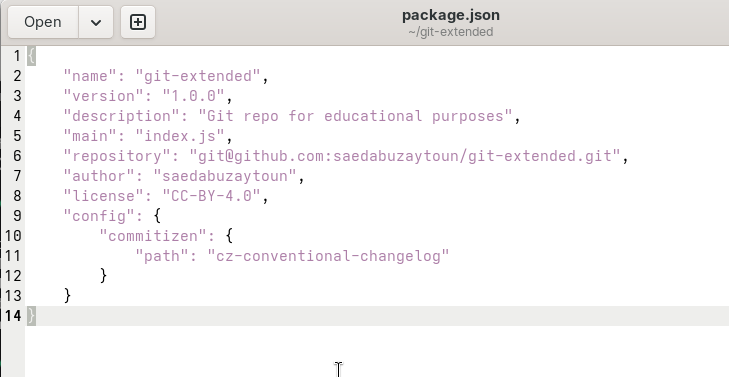 Open
package.json
~/git-extended
1 {
2     "name": "git-extended",
3     "version": "1.0.0",
4     "description": "Git repo for educational purposes",
5     "main": "index.js",
6     "repository": "git@github.com:saedabuzaytoun/git-extended.git",
7     "author": "saedabuzaytoun",
8     "license": "CC-BY-4.0",
9     "config": {
10         "commitizen": {
11             "path": "cz-conventional-changelog"
12         }
13     }
14 }